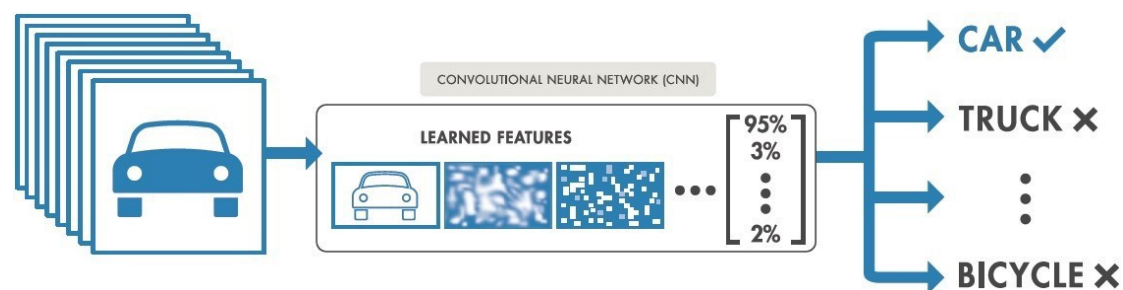 CONVOLUTIONAL NEURAL NETWORK (CNN)
LEARNED FEATURES
95%
3%
2%
CAR ✓
TRUCK ✕
BICYCLE ✕